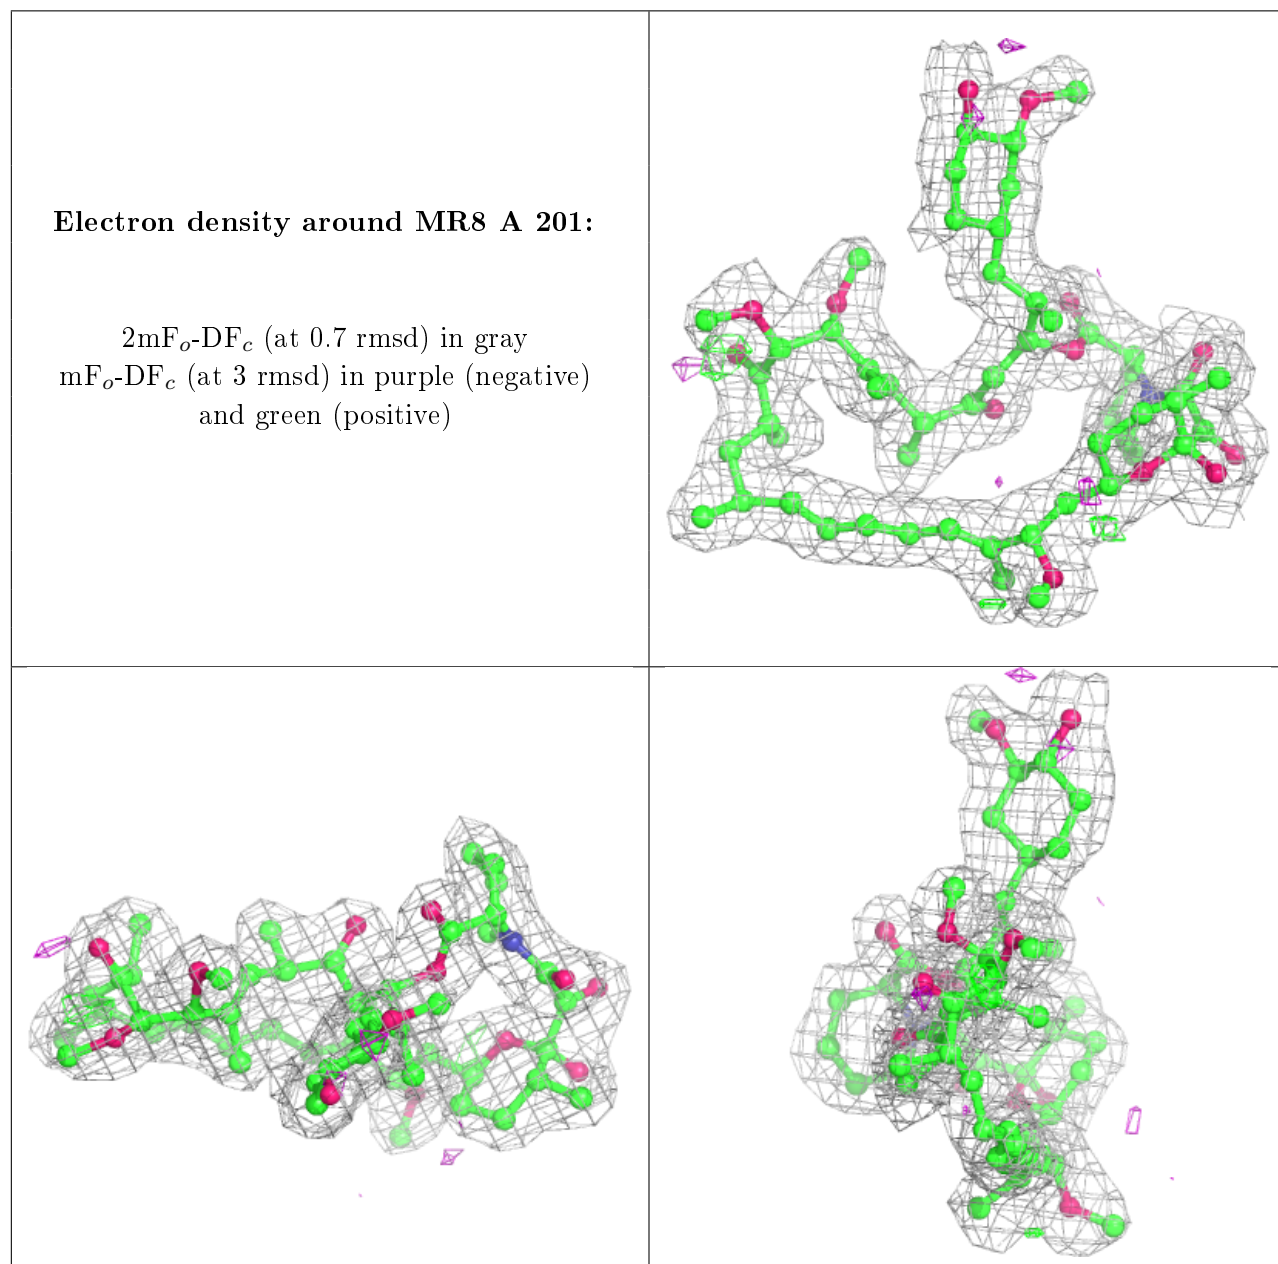 Electron density around MR8 A 201:
2mFo-DFc (at 0.7 rmsd) in gray
mFo-DFc (at 3 rmsd) in purple (negative)
and green (positive)